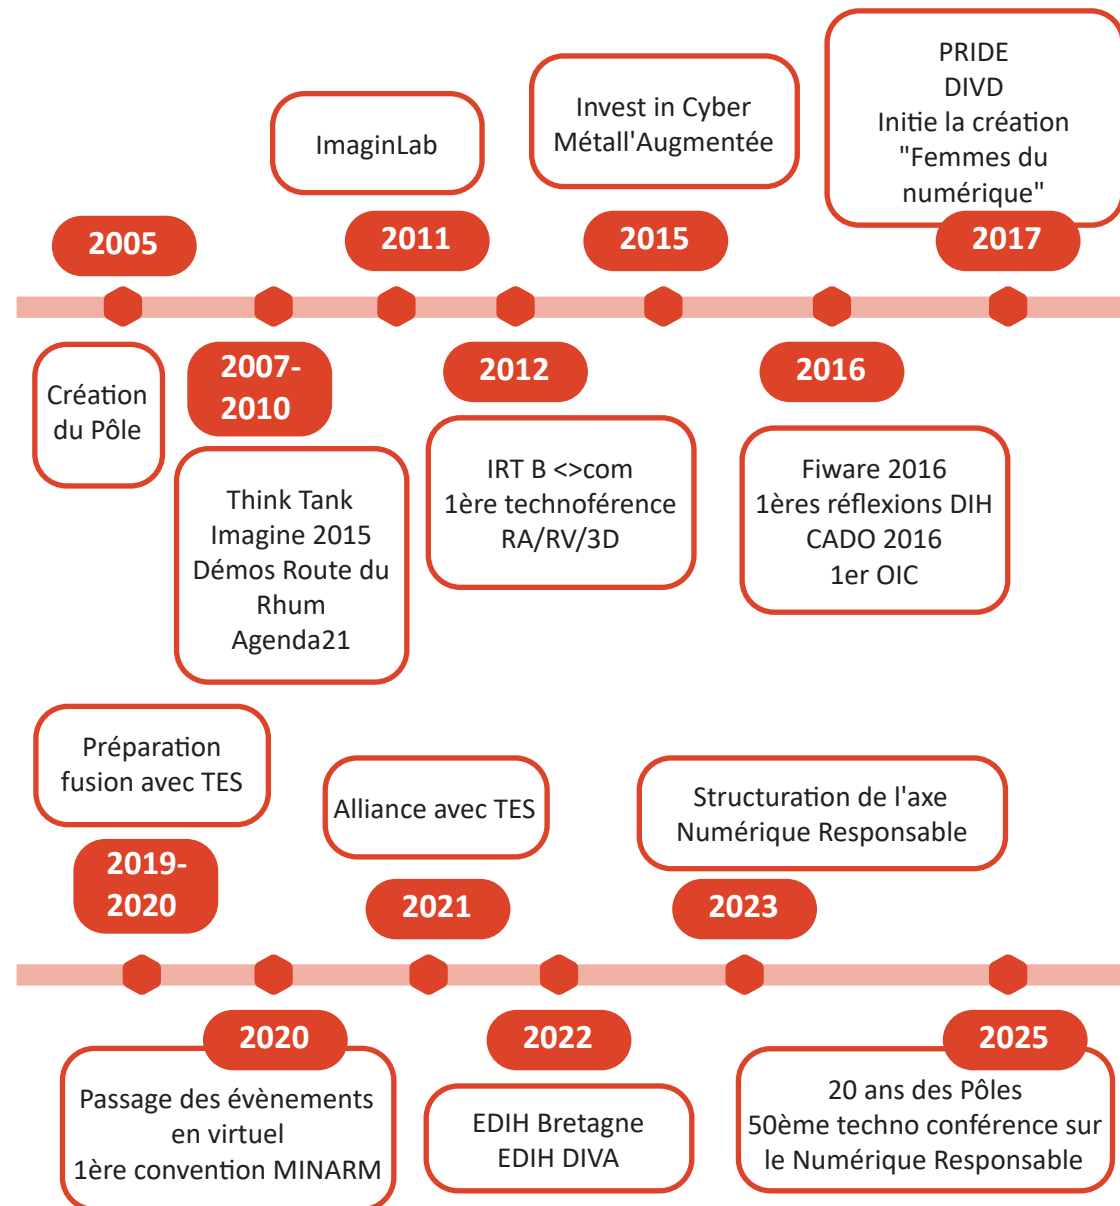 2005
Création
du Pôle
2007-
2010
Think Tank
Imagine 2015
Démos Route du
Rhum
Agenda21
ImaginLab
2011
2012
IRT B <>com
1ère technoférence
RA/RV/3D
Invest in Cyber
Métall'Augmentée
2015
2016
Fiware 2016
1ères réflexions DIH
CADO 2016
1er OIC
PRIDE
DIVD
Initie la création
"Femmes du
numérique"
2017
Préparation
fusion avec TES
2019-
2020
2020
Passage des évènements
en virtuel
1ère convention MINARM
Alliance avec TES
2021
2022
EDIH Bretagne
EDIH DIVA
Structuration de l'axe
Numérique Responsable
2023
2025
20 ans des Pôles
50ème techno conférence sur
le Numérique Responsable